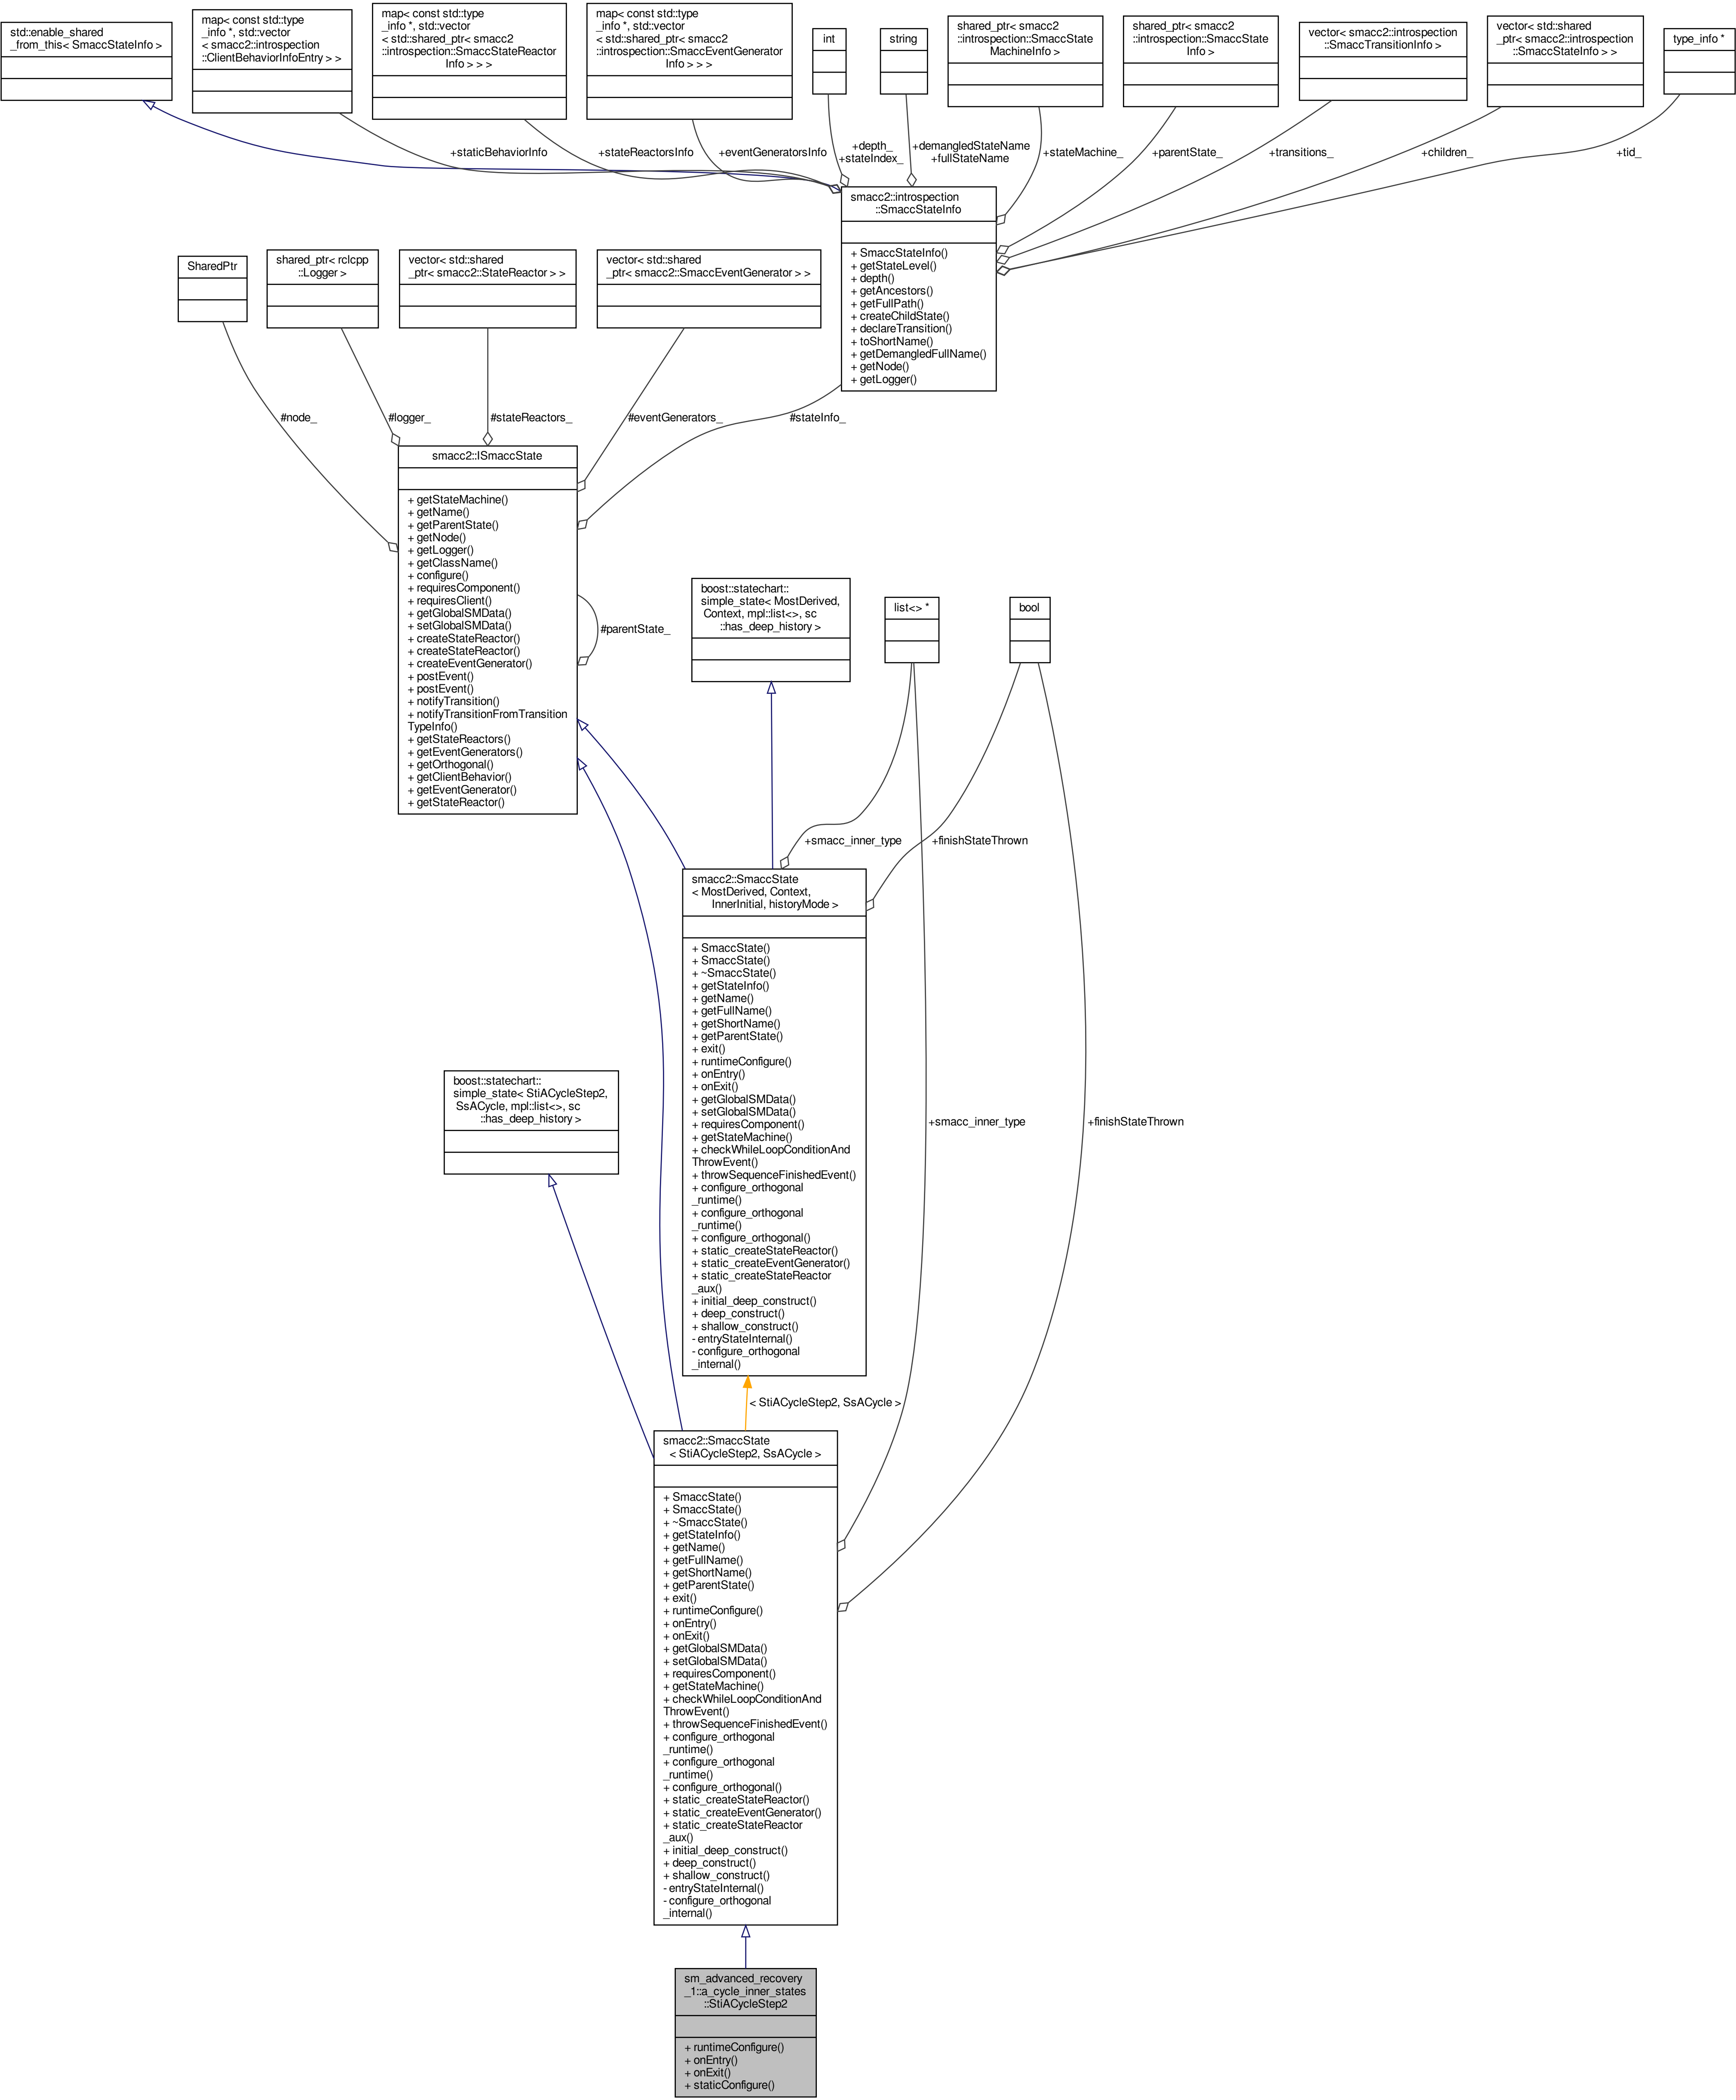 std::enable_shared
_from_this< SmaccStateInfo >
map< const std::type
_info *, std::vector
< smacc2::introspection
::ClientBehaviorInfoEntry > >
map< const std::type
_info *, std::vector
< std::shared_ptr< smacc2
::introspection::SmaccStateReactor
Info > > >
map< const std::type
_info *, std::vector
< std::shared_ptr< smacc2
::introspection::SmaccEventGenerator
Info > > >
int
string
shared_ptr< smacc2
::introspection::SmaccState
MachineInfo >
shared_ptr< smacc2
::introspection::SmaccState
Info >
vector< smacc2::introspection
::SmaccTransitionInfo >
vector< std::shared
_ptr< smacc2::introspection
::SmaccStateInfo > >
type_info *
+staticBehaviorInfo
+stateReactorsInfo
+eventGeneratorsInfo
+depth_
+stateIndex_
+demangledStateName
+fullStateName
+stateMachine_
+parentState_
+transitions_
+children_
+tid_
smacc2::introspection
::SmaccStateInfo
+ SmaccStateInfo()
+ getStateLevel()
+ depth()
+ getAncestors()
+ getFullPath()
+ createChildState()
+ declareTransition()
+ toShortName()
+ getDemangledFullName()
+ getNode()
+ getLogger()
SharedPtr
shared_ptr< rclcpp
::Logger >
vector< std::shared
_ptr< smacc2::StateReactor > >
vector< std::shared
_ptr< smacc2::SmaccEventGenerator > >
#node_
#logger_
#stateReactors_
#eventGenerators_
#stateInfo_
smacc2::ISmaccState
+ getStateMachine()
+ getName()
+ getParentState()
+ getNode()
+ getLogger()
+ getClassName()
+ configure()
+ requiresComponent()
+ requiresClient()
+ getGlobalSMData()
+ setGlobalSMData()
+ createStateReactor()
+ createStateReactor()
+ createEventGenerator()
+ postEvent()
+ postEvent()
+ notifyTransition()
+ notifyTransitionFromTransition
TypeInfo()
+ getStateReactors()
+ getEventGenerators()
+ getOrthogonal()
+ getClientBehavior()
+ getEventGenerator()
+ getStateReactor()
#parentState_
boost::statechart::
simple_state< MostDerived,
Context, mpl::list<>, sc
::has_deep_history >
list<> *
bool
+smacc_inner_type
+finishStateThrown
smacc2::SmaccState
< MostDerived, Context,
InnerInitial, historyMode >
+ SmaccState()
+ SmaccState()
+ ~SmaccState()
+ getStateInfo()
+ getName()
+ getFullName()
+ getShortName()
+ getParentState()
+ exit()
+ runtimeConfigure()
+ onEntry()
+ onExit()
+ getGlobalSMData()
+ setGlobalSMData()
+ requiresComponent()
+ getStateMachine()
+ checkWhileLoopConditionAnd
ThrowEvent()
+ throwSequenceFinishedEvent()
+ configure_orthogonal
_runtime()
+ configure_orthogonal
_runtime()
+ configure_orthogonal()
+ static_createStateReactor()
+ static_createEventGenerator()
+ static_createStateReactor
_aux()
+ initial_deep_construct()
+ deep_construct()
+ shallow_construct()
- entryStateInternal()
- configure_orthogonal
_internal()
boost::statechart::
simple_state< StiACycleStep2,
SsACycle, mpl::list<>, sc
::has_deep_history >
+smacc_inner_type
+finishStateThrown
< StiACycleStep2, SsACycle >
smacc2::SmaccState
< StiACycleStep2, SsACycle >
+ SmaccState()
+ SmaccState()
+ ~SmaccState()
+ getStateInfo()
+ getName()
+ getFullName()
+ getShortName()
+ getParentState()
+ exit()
+ runtimeConfigure()
+ onEntry()
+ onExit()
+ getGlobalSMData()
+ setGlobalSMData()
+ requiresComponent()
+ getStateMachine()
+ checkWhileLoopConditionAnd
ThrowEvent()
+ throwSequenceFinishedEvent()
+ configure_orthogonal
_runtime()
+ configure_orthogonal
_runtime()
+ configure_orthogonal()
+ static_createStateReactor()
+ static_createEventGenerator()
+ static_createStateReactor
_aux()
+ initial_deep_construct()
+ deep_construct()
+ shallow_construct()
- entryStateInternal()
- configure_orthogonal
_internal()
sm_advanced_recovery
_1::a_cycle_inner_states
::StiACycleStep2
+ runtimeConfigure()
+ onEntry()
+ onExit()
+ staticConfigure()